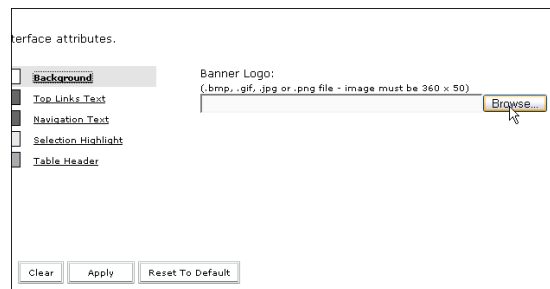 terface attributes.
Background
Top Links Text
Navigation Text
Selection Highlight
Table Header
Banner Logo:
(.bmp, .gif, .jpg or .png file - image must be 360 x 50)
Browse...
Clear
Apply
Reset To Default